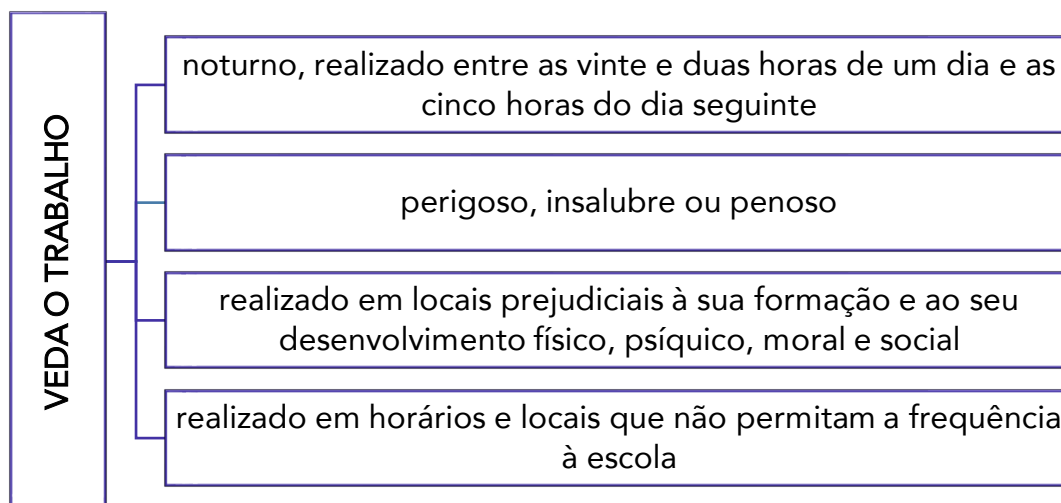 VEDA O TRABALHO
noturno, realizado entre as vinte e duas horas de um dia e as
cinco horas do dia seguinte
perigoso, insalubre ou penoso
realizado em locais prejudiciais à sua formação e ao seu
desenvolvimento físico, psíquico, moral e social
realizado em horários e locais que não permitam a frequência
à escola